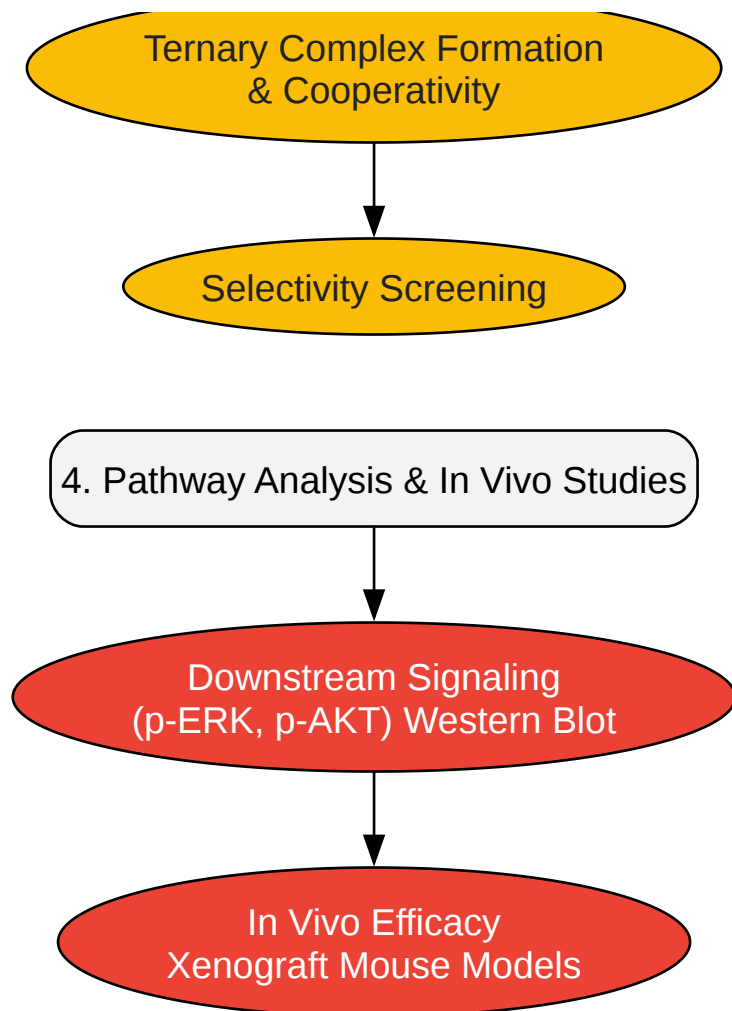 Ternary Complex Formation
& Cooperativity
Selectivity Screening
4. Pathway Analysis & In Vivo Studies
Downstream Signaling
(p-ERK, p-AKT) Western Blot
In Vivo Efficacy
Xenograft Mouse Models